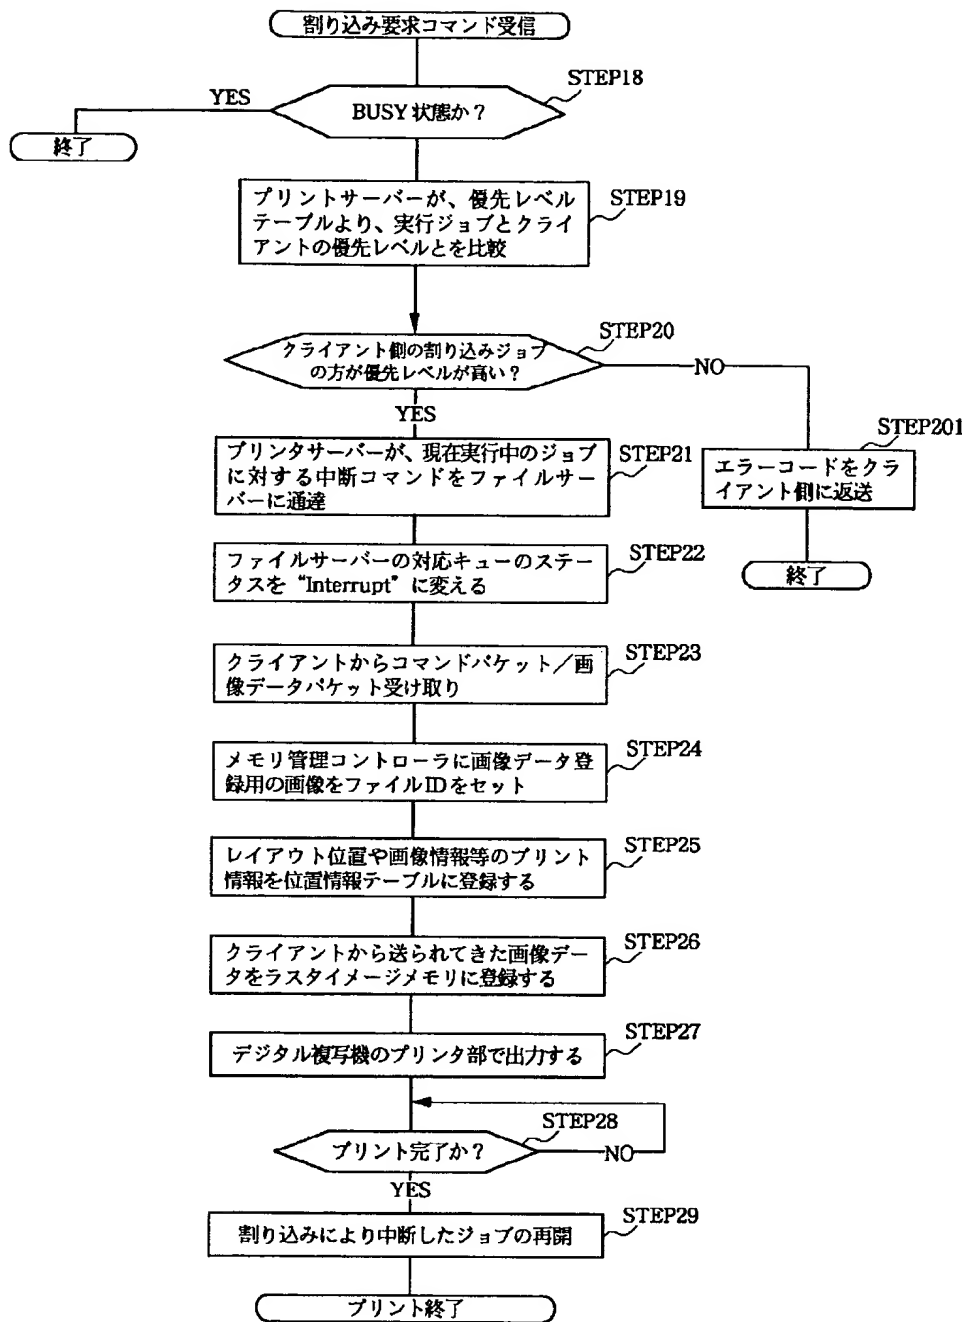 割り込み要求コマンド受信
STEP18
YES
BUSY 状態か？
終了
STEP19
プリントサーバーが、優先レベル
テーブルより、実行ジョブとクライ
アントの優先レベルとを比較
STEP20
クライアント側の割り込みジョブ
の方が優先レベルが高い？
NO
YES
STEP201
エラーコードをクラ
イアント側に返送
終了
STEP21
プリンタサーバーが、現在実行中のジョブ
に対する中断コマンドをファイルサー
バーに通達
STEP22
ファイルサーバーの対応キューのステー
タスを“Interrupt”に変える
STEP23
クライアントからコマンドパケット／画
像データパケット受け取り
STEP24
メモリ管理コントローラに画像データ登
録用の画像をファイルIDをセット
STEP25
レイアウト位置や画像情報等のプリント
情報を位置情報テーブルに登録する
STEP26
クライアントから送られてきた画像デー
タをラスタイメージメモリに登録する
STEP27
デジタル複写機のプリンタ部で出力する
STEP28
プリント完了か？
NO
YES
STEP29
割り込みにより中断したジョブの再開
プリント終了